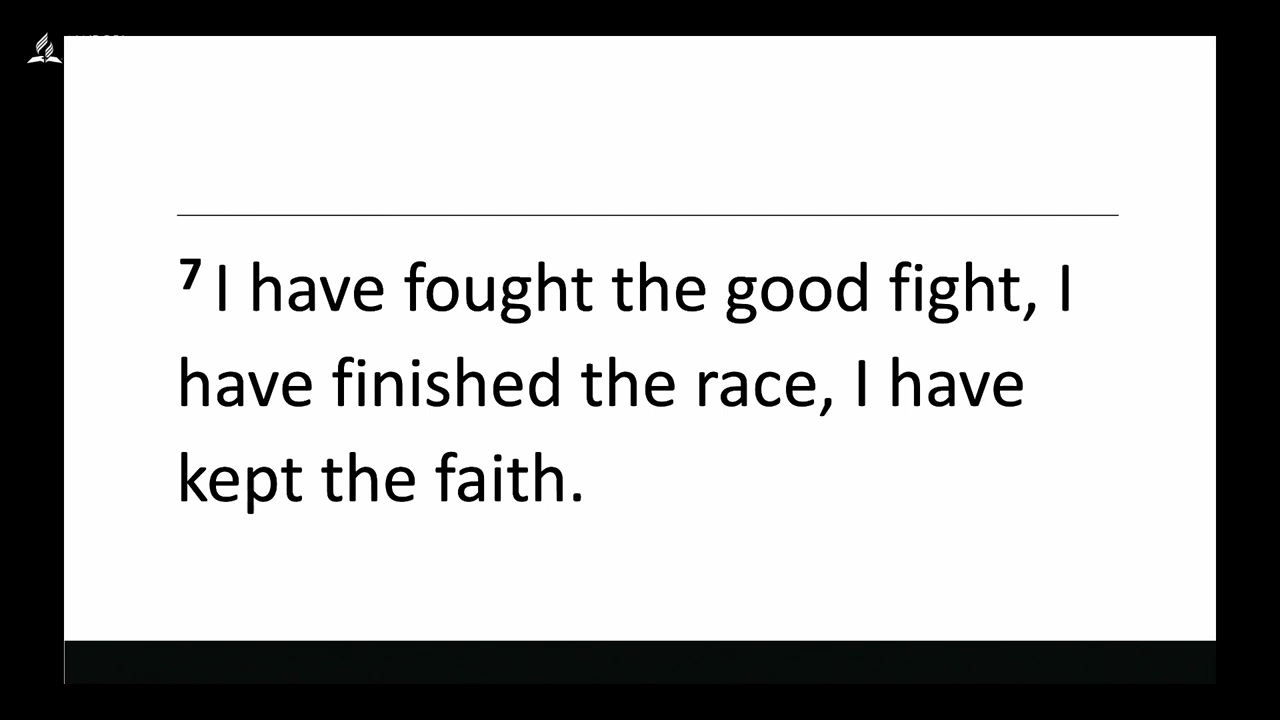 7 I have fought the good fight, I
have finished the race, I have
kept the faith.